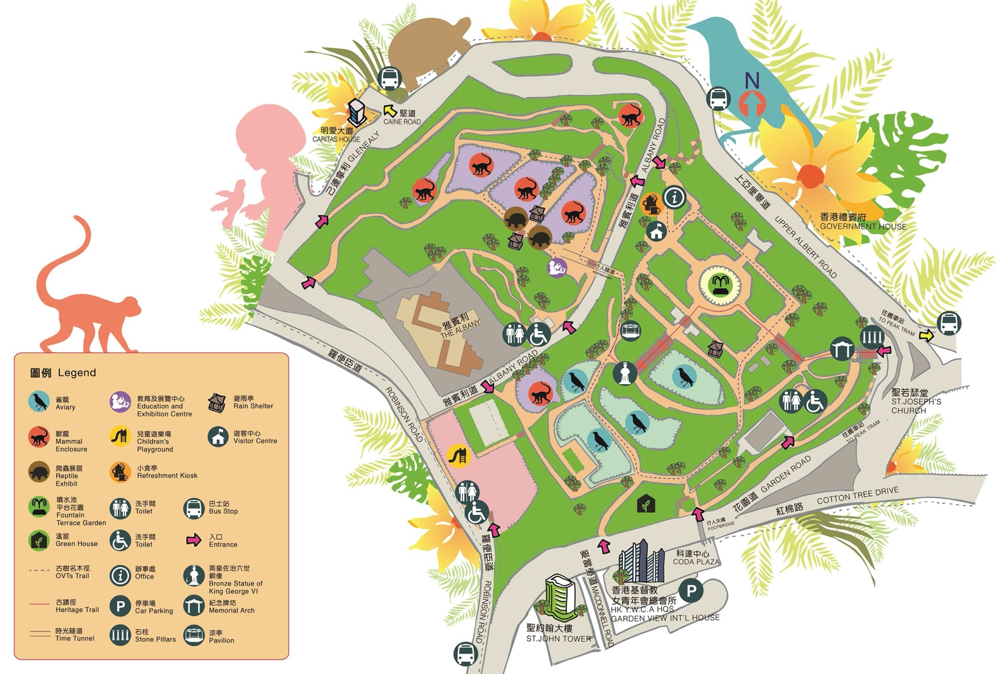 N
堅道
CAINE ROAD
明愛大廈
CARITAS HOUSE
己連拿利 GLENEALY
雅賓利道 ALBANY ROAD
上亞厘畢道
UPPER ALBERT ROAD
香港禮賓府
GOVERNMENT HOUSE
行人隧道
雅賓利
THE ALBANY
往纜車站
TO PEAK TRAM
羅便臣道
ROBINSON ROAD
雅賓利道 ALBANY ROAD
聖若瑟堂
ST.JOSEPH'S
CHURCH
往纜車站
TO PEAK TRAM
花園道 GARDEN ROAD
紅棉路 COTTON TREE DRIVE
行人天橋
FOOTBRIDGE
羅便臣道 ROBINSON ROAD
麥當勞道 MACDONNELL ROAD
科達中心
CODA PLAZA
P
香港基督教
女青年會總會所
HK Y.W.C.A HQS
GARDEN VIEW INT'L HOUSE
聖約翰大樓
ST.JOHN TOWER
圖例 Legend
雀籠
Aviary
教育及展覽中心
Education and
Exhibition Centre
避雨亭
Rain Shelter
獸籠
Mammal
Enclosure
兒童遊樂場
Children's
Playground
遊客中心
Visitor Centre
爬蟲展區
Reptile
Exhibit
小食亭
Refreshment Kiosk
噴水池
平台花園
Fountain
Terrace Garden
洗手間
Toilet
巴士站
Bus Stop
溫室
Green House
洗手間
Toilet
入口
Entrance
古樹名木徑
OVTs Trail
辦事處
Office
英皇佐治六世
銅像
Bronze Statue of
King George VI
古蹟徑
Heritage Trail
P
停車場
Car Parking
紀念牌坊
Memorial Arch
時光隧道
Time Tunnel
石柱
Stone Pillars
涼亭
Pavilion